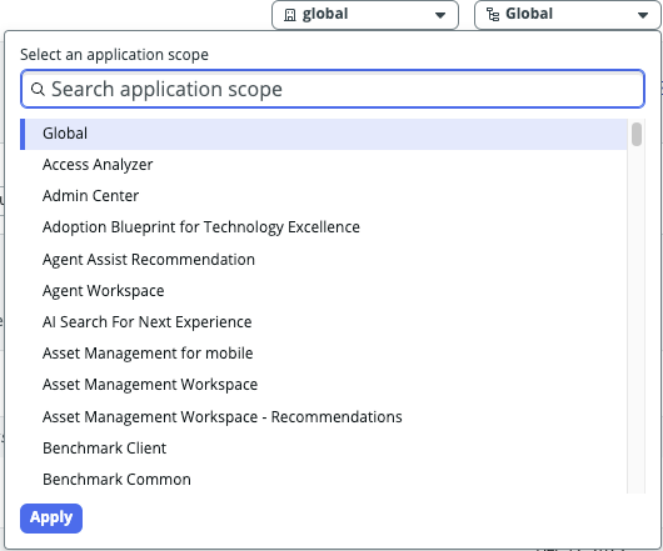 global Global
Select an application scope
Search application scope
Global
Access Analyzer
Admin Center
Adoption Blueprint for Technology Excellence
Agent Assist Recommendation
Agent Workspace
AI Search For Next Experience
Asset Management for mobile
Asset Management Workspace
Asset Management Workspace - Recommendations
Benchmark Client
Benchmark Common
Apply